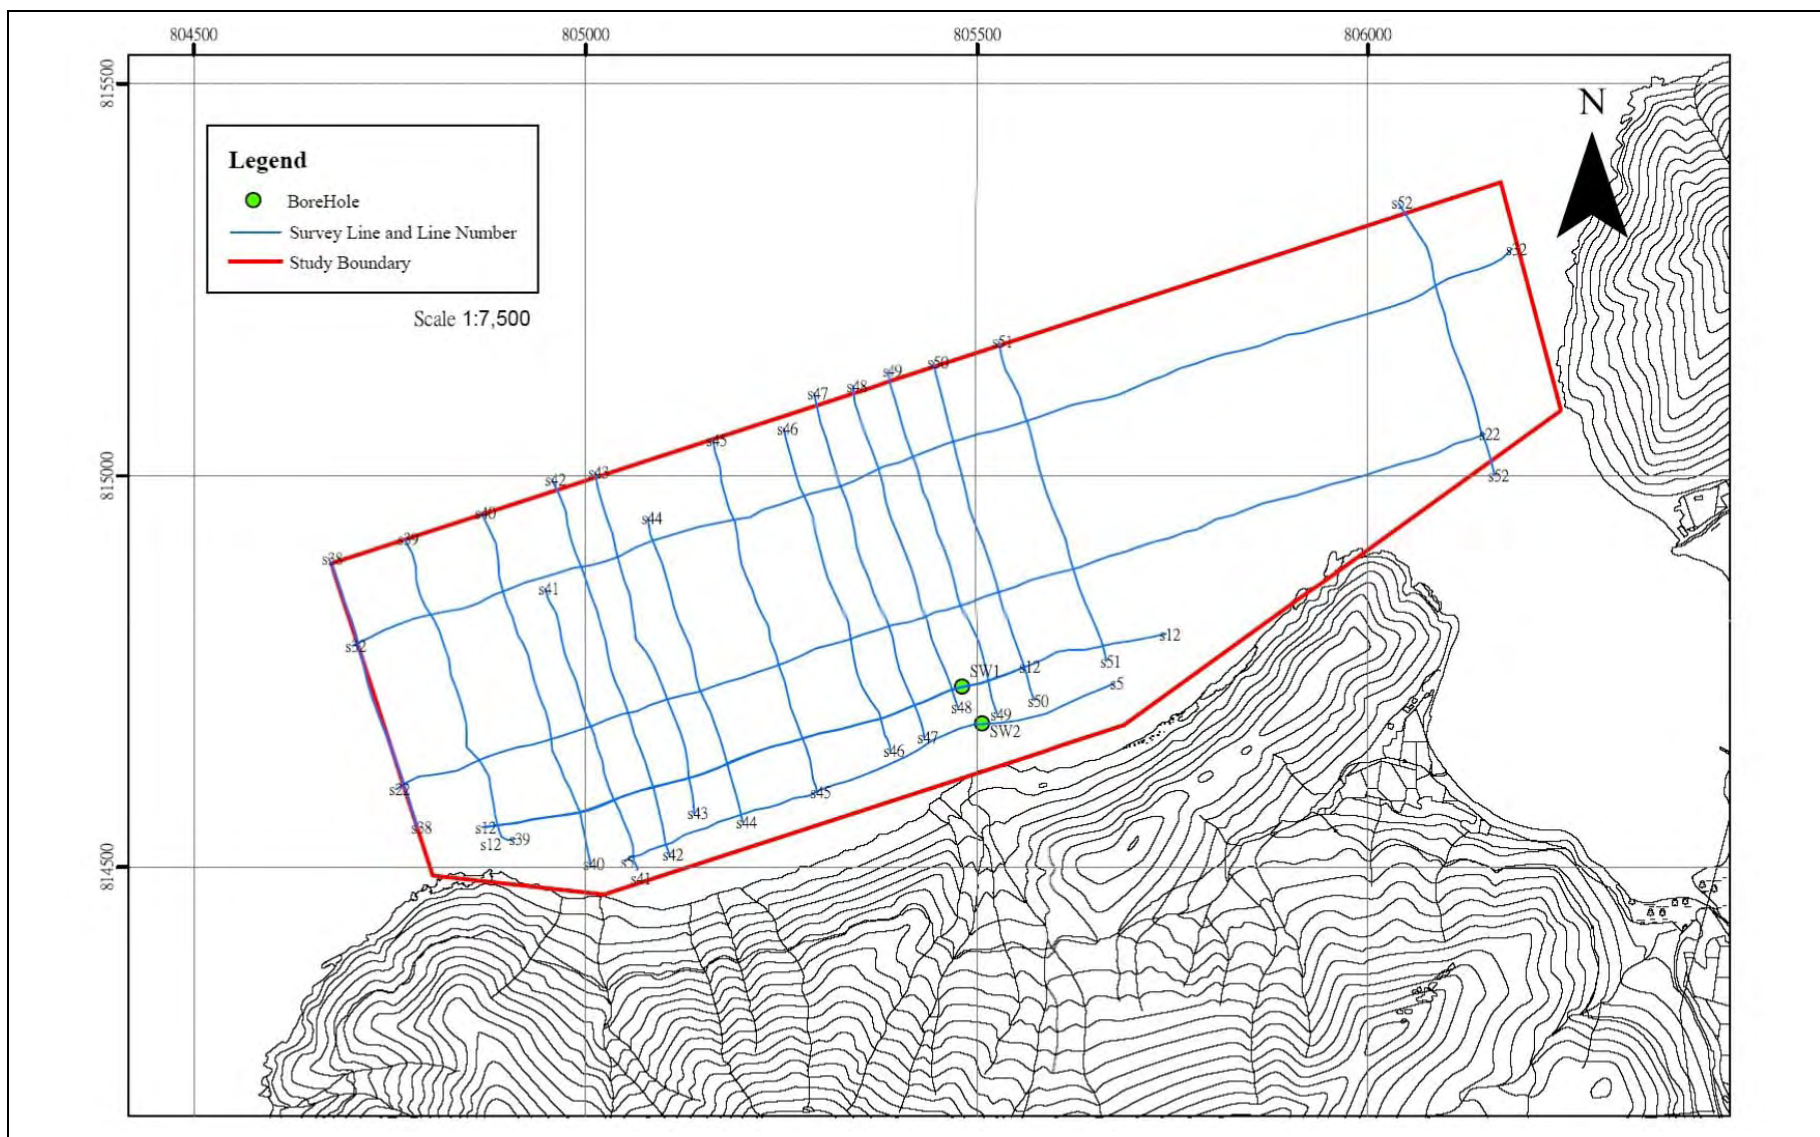 804500
805000
805500
806000
815500
N
Legend
BoreHole
Survey Line and Line Number
Study Boundary
Scale 1:7,500
s52
s32
s51
s50
s49
s48
s47
s46
s45
s22
815000
s43
s42
s52
s44
s40
s39
s38
s41
s32
s12
s51
s12
SW1
s5
s50
s48
s49
SW2
s47
s46
s22
s45
s43
s44
s38
s12
s39
s12
s42
s5
s40
814500
s41